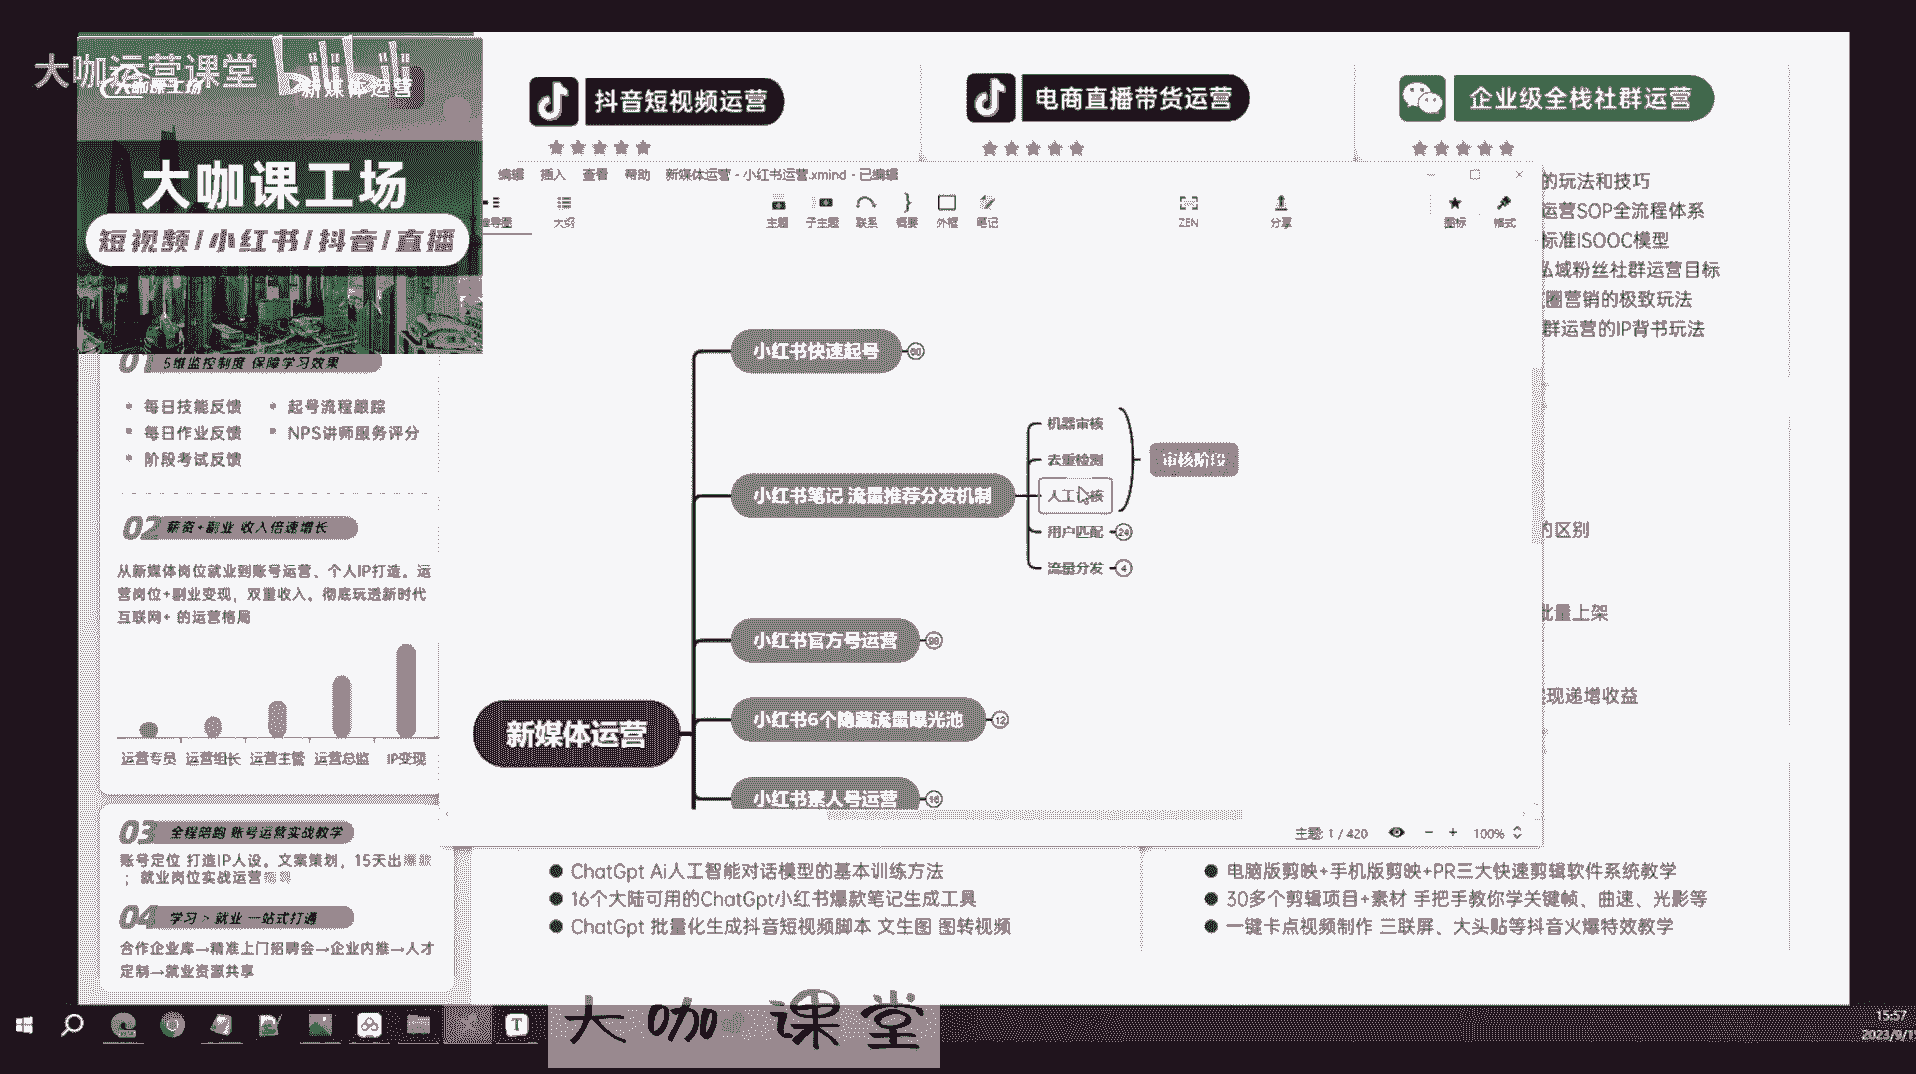 大咖运营课堂 bilibili
大咖课工场
新媒体运营
大咖课工场
短视频/小红书/抖音/直播
抖音短视频运营
电商直播带货运营
企业级全栈社群运营
编辑 插入 查看 帮助 新媒体运营 - 小红书运营.xmind - 已编辑
大纲
主题 子主题 联系 概要 外框 笔记
ZEN 分享
图标 格式
的玩法和技巧
运营SOP全流程体系
标准ISOOC模型
域粉丝社群运营目标
圈营销的极致玩法
群运营的IP背书玩法
的区别
批量上架
现递增收益
01 5维监控制度 保障学习效果
每日技能反馈 起号流程跟踪
每日作业反馈 NPS讲师服务评分
阶段考试反馈
02 薪资+副业 收入倍速增长
从新媒体岗位就业到账号运营、个人IP打造。运
营岗位+副业变现，双重收入。彻底玩透新时代
互联网+ 的运营格局
运营专员 运营组长 运营主管 运营总监 IP变现
03 全程陪跑 账号运营实战教学
账号定位 打造IP人设。文案策划，15天出
；就业岗位实战运营
04 学习 > 就业 一站式打通
合作企业库→精准上门招聘会→企业内推→人才
定制→就业资源共享
新媒体运营
小红书快速起号
小红书笔记 流量推荐分发机制
机器审核
去重检测
人工审核
审核阶段
用户匹配 24
流量分发 4
小红书官方号运营 98
小红书6个隐藏流量曝光池 12
小红书素人号运营 16
主题: 1 / 420
100%
ChatGpt Ai人工智能对话模型的基本训练方法
16个大陆可用的ChatGpt小红书爆款笔记生成工具
ChatGpt 批量化生成抖音短视频脚本 文生图 图转视频
电脑版剪映+手机版剪映+PR三大快速剪辑软件系统教学
30多个剪辑项目+素材 手把手教你学关键帧、曲速、光影等
一键卡点视频制作 三联屏、大头贴等抖音火爆特效教学
大咖课堂
T
15:57
2023/9/1